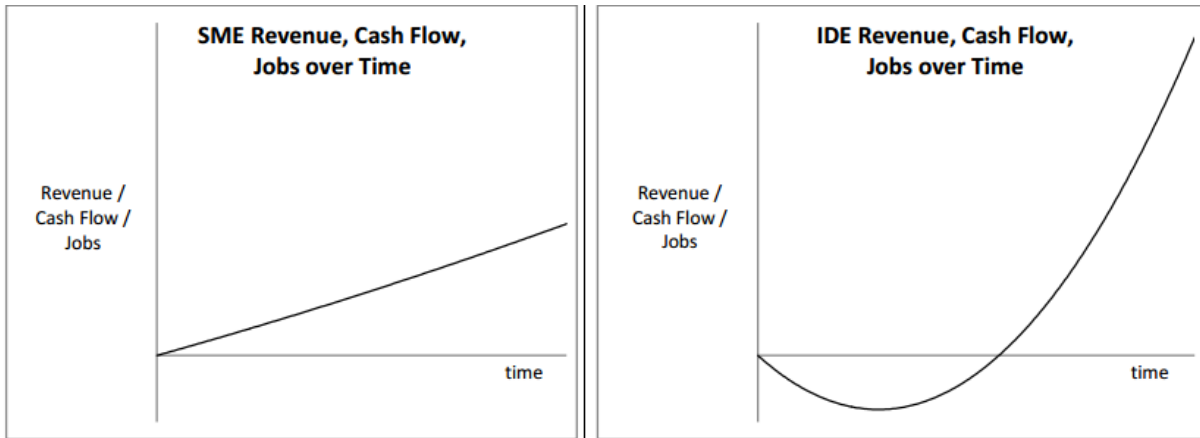 SME Revenue, Cash Flow,
Jobs over Time
Revenue /
Cash Flow /
Jobs
time
IDE Revenue, Cash Flow,
Jobs over Time
Revenue /
Cash Flow /
Jobs
time